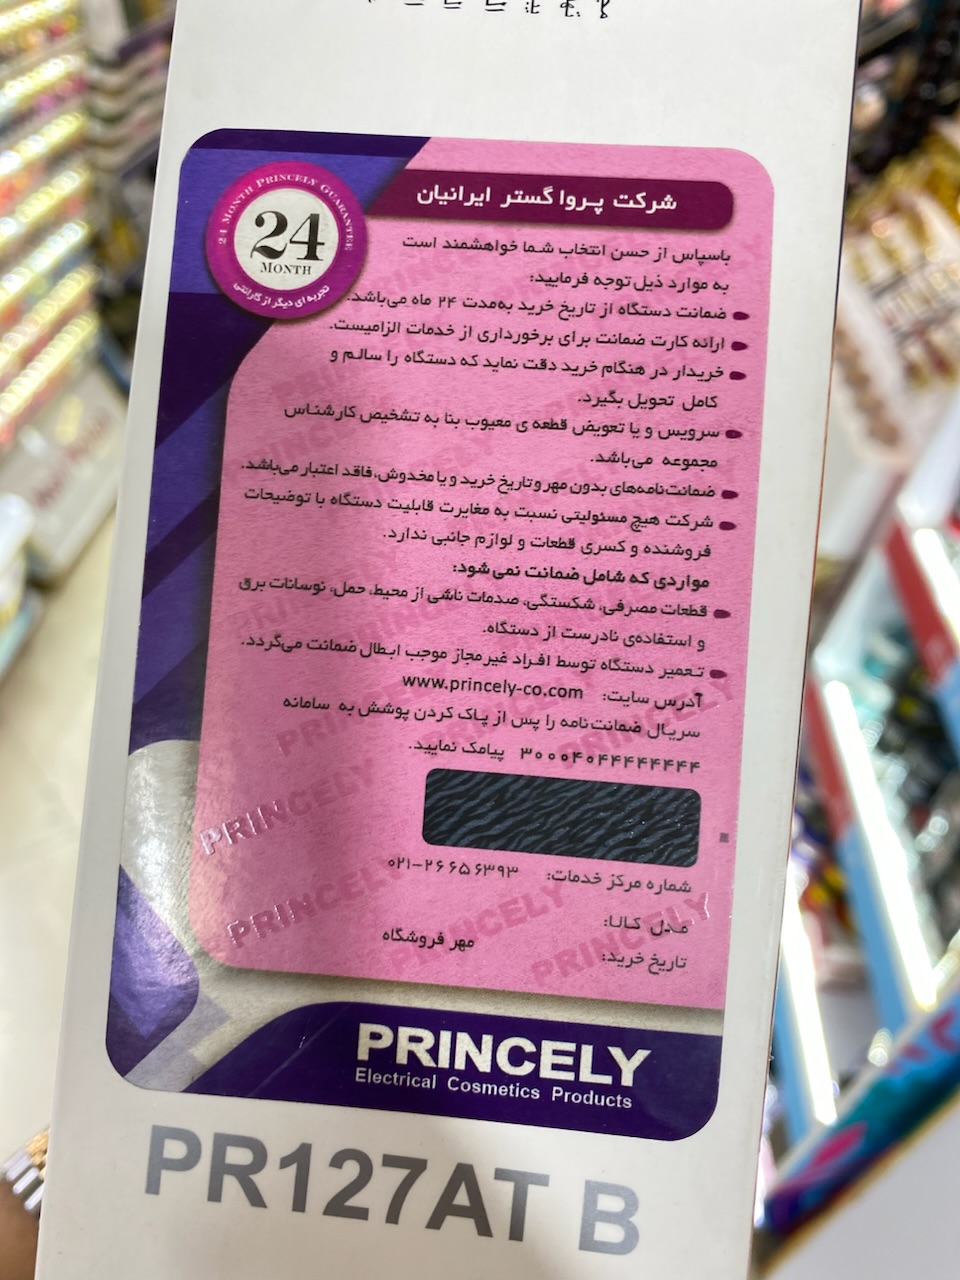 24 MONTH PRINCELY GUARANTEE
24
MONTH
تجربه ای دیگر از گارانتی
شرکت پروا گستر ایرانیان
باسپاس از حسن انتخاب شما خواهشمند است
به موارد ذیل توجه فرمایید:
ضمانت دستگاه از تاریخ خرید به‌مدت ۲۴ ماه می‌باشد.
ارائه کارت ضمانت برای برخورداری از خدمات الزامیست.
خریدار در هنگام خرید دقت نماید که دستگاه را سالم و
کامل تحویل بگیرد.
سرویس و یا تعویض قطعه ی معیوب بنا به تشخیص کارشناس
مجموعه می‌باشد.
ضمانت‌نامه‌های بدون مهر و تاریخ خرید و یا مخدوش، فاقد اعتبار می‌باشد.
شرکت هیچ مسئولیتی نسبت به مغایرت قابلیت دستگاه با توضیحات
فروشنده و کسری قطعات و لوازم جانبی ندارد.
مواردی که شامل ضمانت نمی‌شود:
قطعات مصرفی، شکستگی، صدمات ناشی از محیط، حمل، نوسانات برق
و استفاده‌ی نادرست از دستگاه.
تعمیر دستگاه توسط افراد غیر مجاز موجب ابطال ضمانت می‌گردد.
آدرس سایت: www.princely-co.com
سریال ضمانت‌نامه را پس از پاک کردن پوشش به سامانه
۳۰۰۰۴۰۴۴۴۴۴۴۴۴ پیامک نمایید.
شماره مرکز خدمات: ۰۲۱-۲۶۶۵۶۳۹۳
مدل کالا:
تاریخ خرید:
مهر فروشگاه
PRINCELY
Electrical Cosmetics Products
PR127AT B